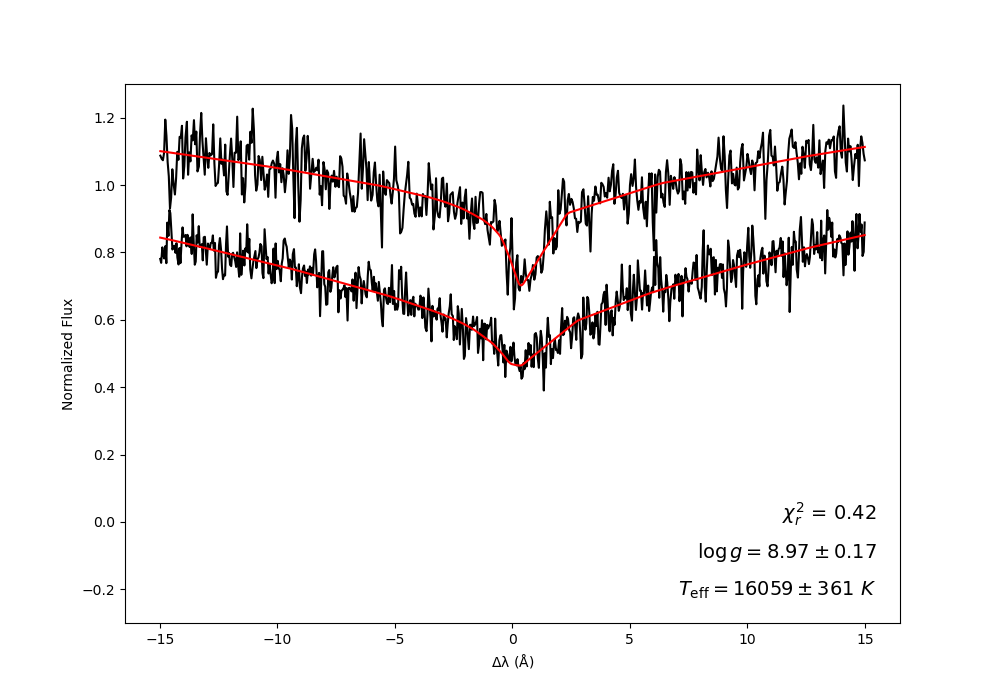 1.2
1.0
0.8
0.6
0.4
0.2
0.0
−0.2
Normalized Flux
χ²ᵣ = 0.42
log g = 8.97 ± 0.17
T_eff = 16059 ± 361 K
−15 −10 −5 0 5 10 15
Δλ (Å)